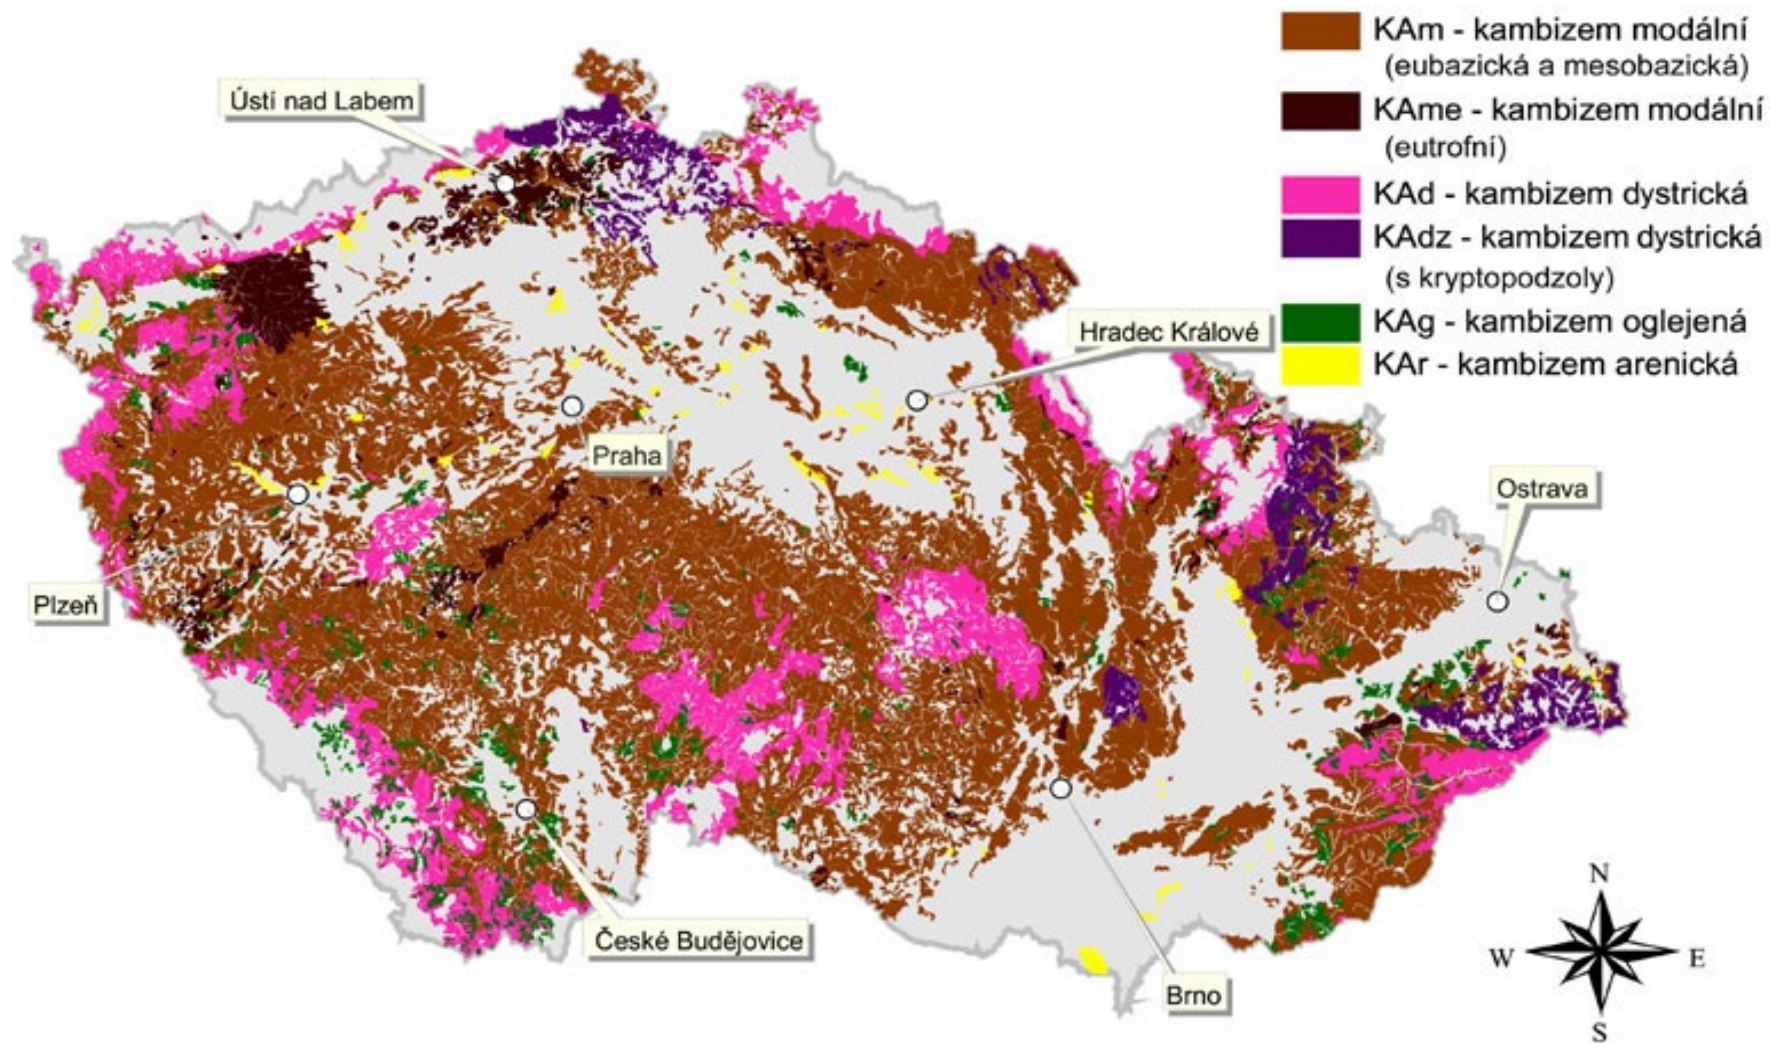 KAm - kambizem modální
(eubazická a mesobazická)
KAme - kambizem modální
(eutrofní)
KAd - kambizem dystrická
KAdz - kambizem dystrická
(s kryptopodzoly)
KAg - kambizem oglejená
KAr - kambizem arenická
Ústí nad Labem
Hradec Králové
Praha
Ostrava
Plzeň
České Budějovice
Brno
N
W
E
S